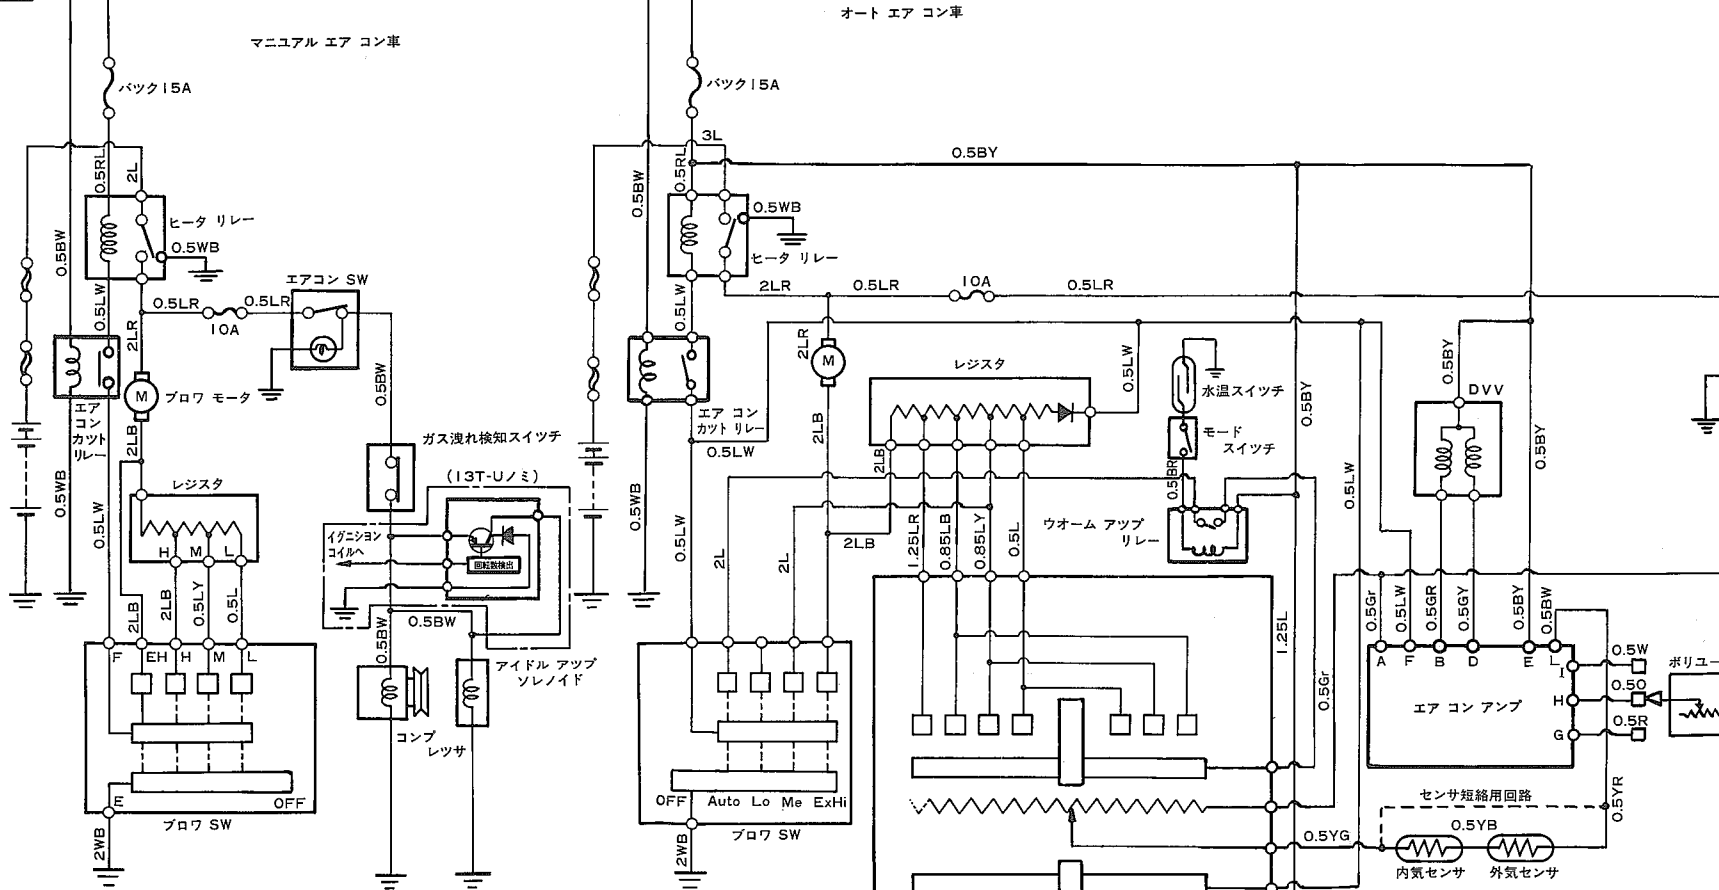 マニユアル エア コン車
オート エア コン車
バック15A
バック15A
3L
0.5BY
0.5RL
2L
0.5RL
0.5BW
0.5BW
ヒータ リレー
0.5WB
0.5WB
ヒータ リレー
エアコン SW
0.5LW
0.5LR
0.5LR
10A
2LR
0.5LW
2LR
0.5LR
10A
0.5LR
M
ブロワ モータ
エア
コン
カット
リレー
2LB
0.5BW
0.5WB
0.5LW
レジスタ
H
M
L
2LB
2LB
0.5LY
0.5L
ガス洩れ検知スイッチ
(13T-Uノミ)
イグニション
コイルへ
回転数検出
0.5BW
0.5BW
アイドル アップ
ソレノイド
コンプ
レッサ
F
EH
H
M
L
E
OFF
ブロワ SW
2WB
2LR
M
エア コン
カット リレー
0.5LW
2LB
0.5WB
0.5LW
2L
2L
2LB
2LB
レジスタ
0.5LW
1.25LR
0.85LB
0.85LY
0.5L
水温スイッチ
モード
スイッチ
0.5BR
ウオーム アップ
リレー
0.5BY
0.5LW
0.5BY
DVV
0.5BY
OFF
Auto
Lo
Me
ExHi
ブロワ SW
2WB
1.25L
0.5Gr
0.5Gr
0.5LW
0.5GR
0.5GY
0.5BY
0.5BW
A
F
B
D
E
L
I
H
G
エア コン アンプ
0.5W
0.5O
0.5R
ボリュー
センサ短絡用回路
0.5YR
0.5YG
0.5YB
内気センサ
外気センサ